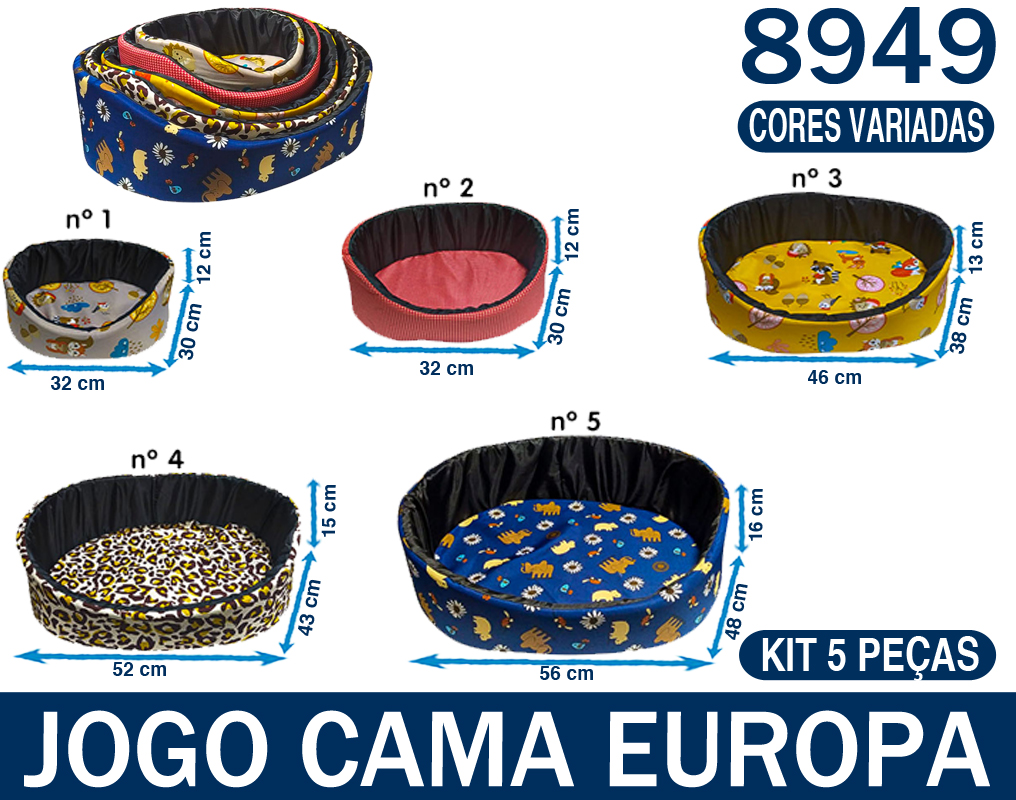 8949
CORES VARIADAS
nº 1
12 cm
30 cm
32 cm
nº 2
12 cm
30 cm
32 cm
nº 3
13 cm
38 cm
46 cm
nº 4
15 cm
43 cm
52 cm
nº 5
16 cm
48 cm
56 cm
KIT 5 PEÇAS
JOGO CAMA EUROPA